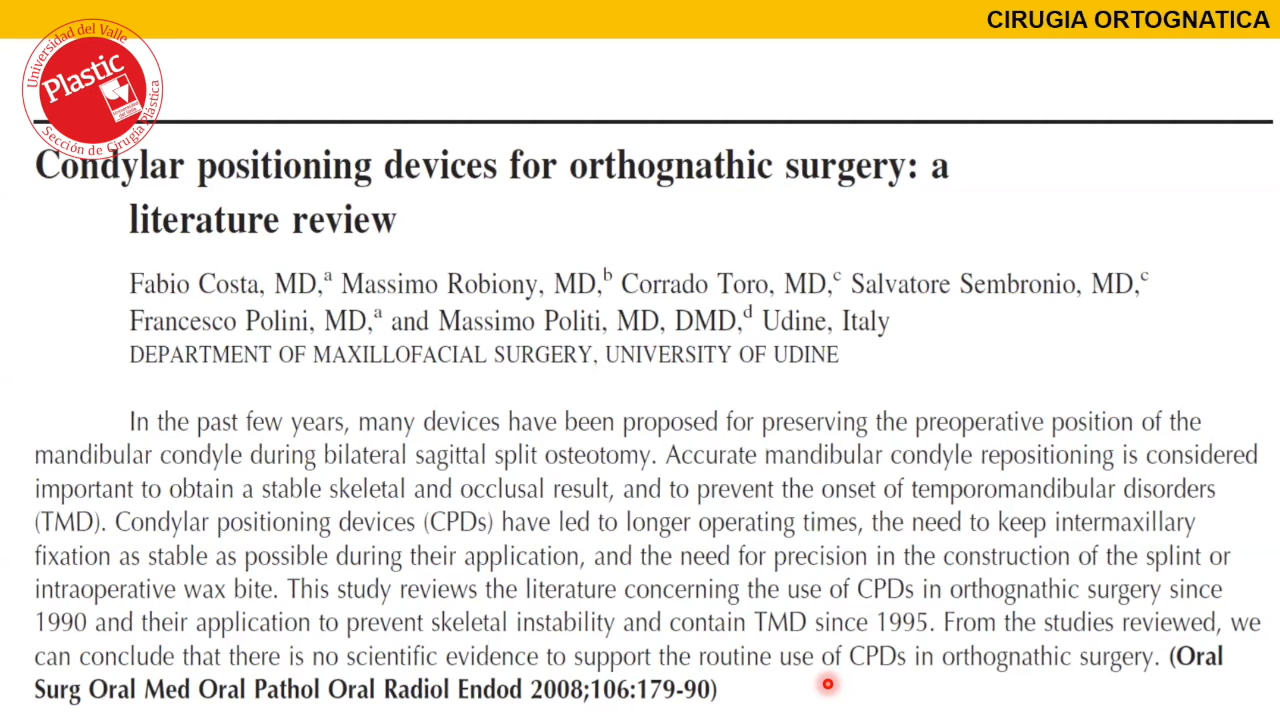 CIRUGIA ORTOGNATICA
Universidad del Valle
Plastic
Sección de Cirugía Plástica
Condylar positioning devices for orthognathic surgery: a
literature review
Fabio Costa, MD,a Massimo Robiony, MD,b Corrado Toro, MD,c Salvatore Sembronio, MD,c
Francesco Polini, MD,a and Massimo Politi, MD, DMD,d Udine, Italy
DEPARTMENT OF MAXILLOFACIAL SURGERY, UNIVERSITY OF UDINE
In the past few years, many devices have been proposed for preserving the preoperative position of the
mandibular condyle during bilateral sagittal split osteotomy. Accurate mandibular condyle repositioning is considered
important to obtain a stable skeletal and occlusal result, and to prevent the onset of temporomandibular disorders
(TMD). Condylar positioning devices (CPDs) have led to longer operating times, the need to keep intermaxillary
fixation as stable as possible during their application, and the need for precision in the construction of the splint or
intraoperative wax bite. This study reviews the literature concerning the use of CPDs in orthognathic surgery since
1990 and their application to prevent skeletal instability and contain TMD since 1995. From the studies reviewed, we
can conclude that there is no scientific evidence to support the routine use of CPDs in orthognathic surgery. (Oral
Surg Oral Med Oral Pathol Oral Radiol Endod 2008;106:179-90)